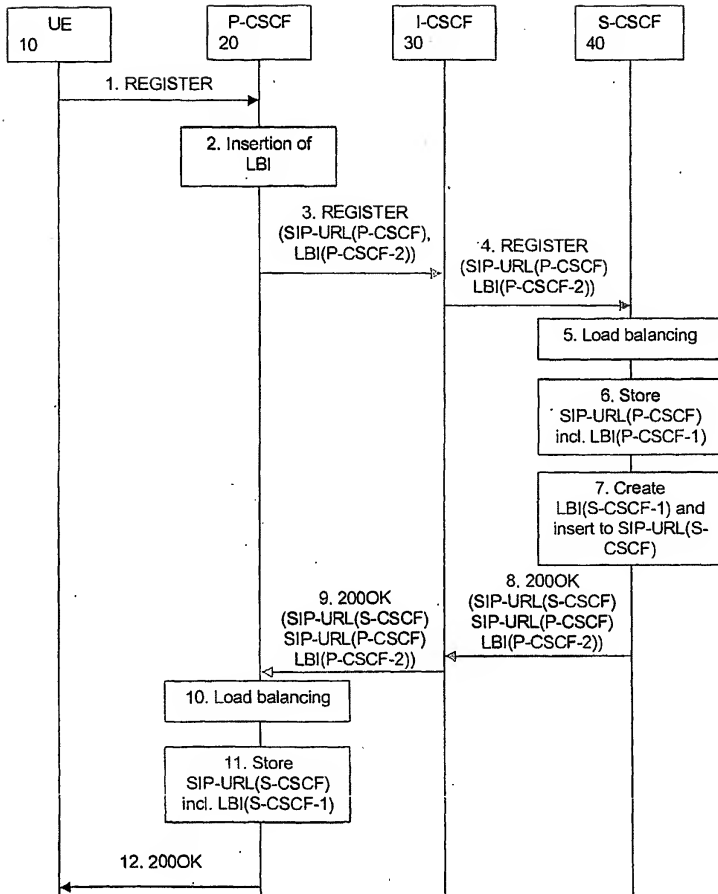 UE
10
P-CSCF
20
I-CSCF
30
S-CSCF
40
1. REGISTER
2. Insertion of
LBI
3. REGISTER
(SIP-URL(P-CSCF),
LBI(P-CSCF-2))
4. REGISTER
(SIP-URL(P-CSCF)
LBI(P-CSCF-2))
5. Load balancing
6. Store
SIP-URL(P-CSCF)
incl. LBI(P-CSCF-1)
7. Create
LBI(S-CSCF-1) and
insert to SIP-URL(S-
CSCF)
8. 200OK
(SIP-URL(S-CSCF)
SIP-URL(P-CSCF)
LBI(P-CSCF-2))
9. 200OK
(SIP-URL(S-CSCF)
SIP-URL(P-CSCF)
LBI(P-CSCF-2))
10. Load balancing
11. Store
SIP-URL(S-CSCF)
incl. LBI(S-CSCF-1)
12. 200OK